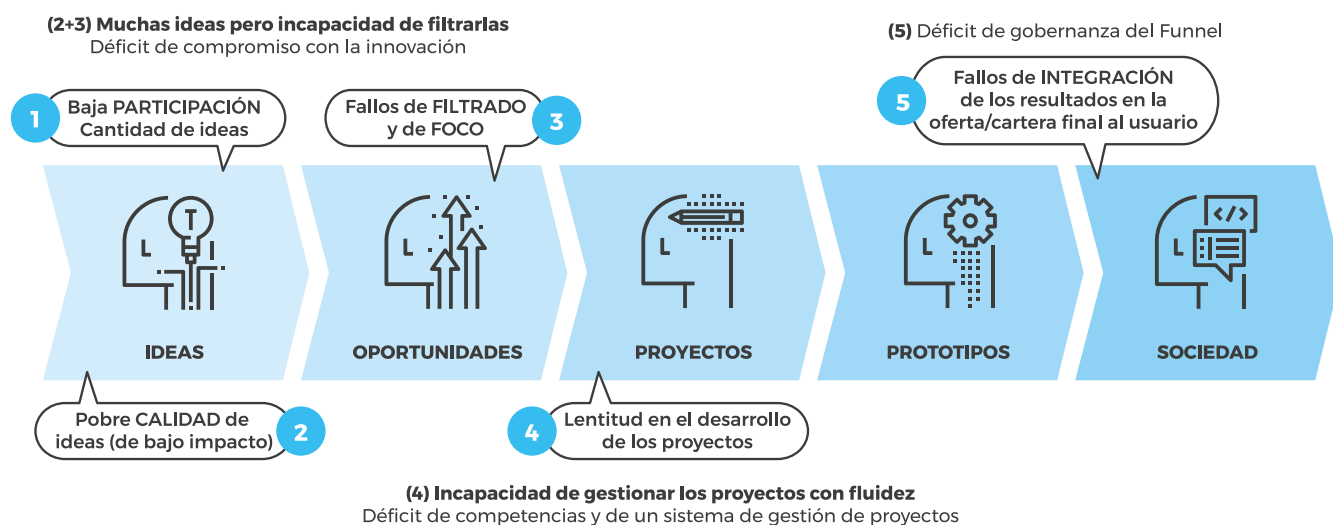 (2+3) Muchas ideas pero incapacidad de filtrarlas
Déficit de compromiso con la innovación
(5) Déficit de gobernanza del Funnel
1
Baja PARTICIPACIÓN
Cantidad de ideas
Fallos de FILTRADO
y de FOCO
3
5
Fallos de INTEGRACIÓN
de los resultados en la
oferta/cartera final al usuario
IDEAS
OPORTUNIDADES
PROYECTOS
PROTOTIPOS
SOCIEDAD
Pobre CALIDAD de
ideas (de bajo impacto)
2
4
Lentitud en el desarrollo
de los proyectos
(4) Incapacidad de gestionar los proyectos con fluidez
Déficit de competencias y de un sistema de gestión de proyectos